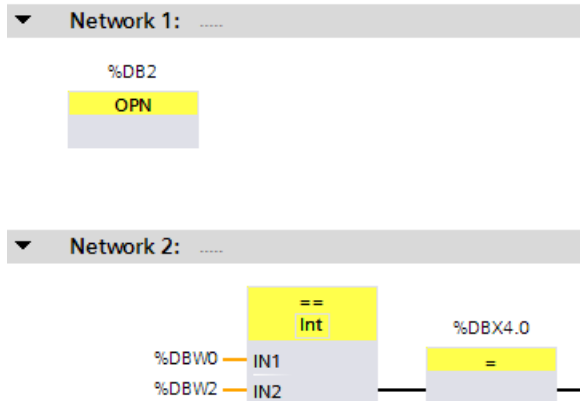 Network 1: .....
%DB2
OPN
Network 2: .....
==
Int
%DBX4.0
%DBW0 IN1
=
%DBW2 IN2